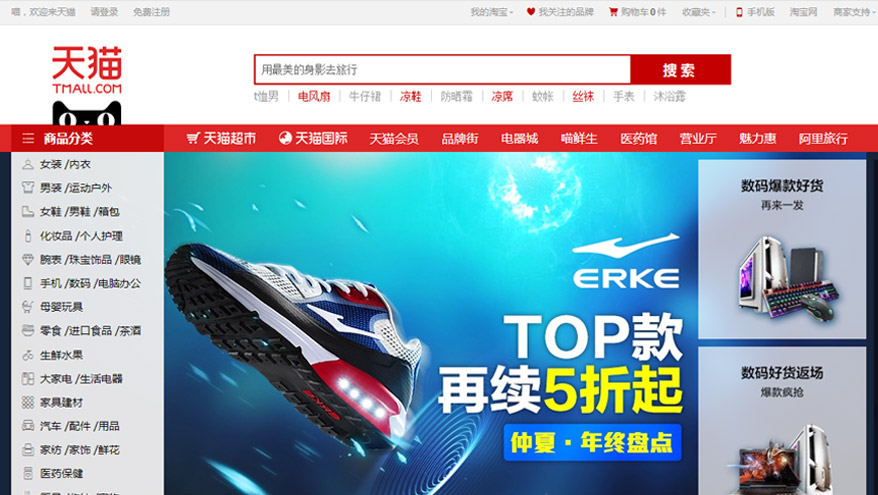 喵，欢迎来天猫 请登录 免费注册 我的淘宝 我关注的品牌 购物车0件 收藏夹 手机版 淘宝网 商家支持
天猫
TMALL.COM
用最美的身影去旅行 搜索
t恤男 电风扇 牛仔裙 凉鞋 防晒霜 凉席 蚊帐 丝袜 手表 沐浴露
商品分类 天猫超市 天猫国际 天猫会员 品牌街 电器城 喵鲜生 医药馆 营业厅 魅力惠 阿里旅行
女装 /内衣
男装 /运动户外
女鞋 /男鞋 /箱包
化妆品 /个人护理
腕表 /珠宝饰品 /眼镜
手机 /数码 /电脑办公
母婴玩具
零食 /进口食品 /茶酒
生鲜水果
大家电 /生活电器
家具建材
汽车 /配件 /用品
家纺 /家饰 /鲜花
医药保健
ERKE
TOP款
再续5折起
仲夏·年终盘点
数码爆款好货
再来一发
数码好货返场
爆款疯抢